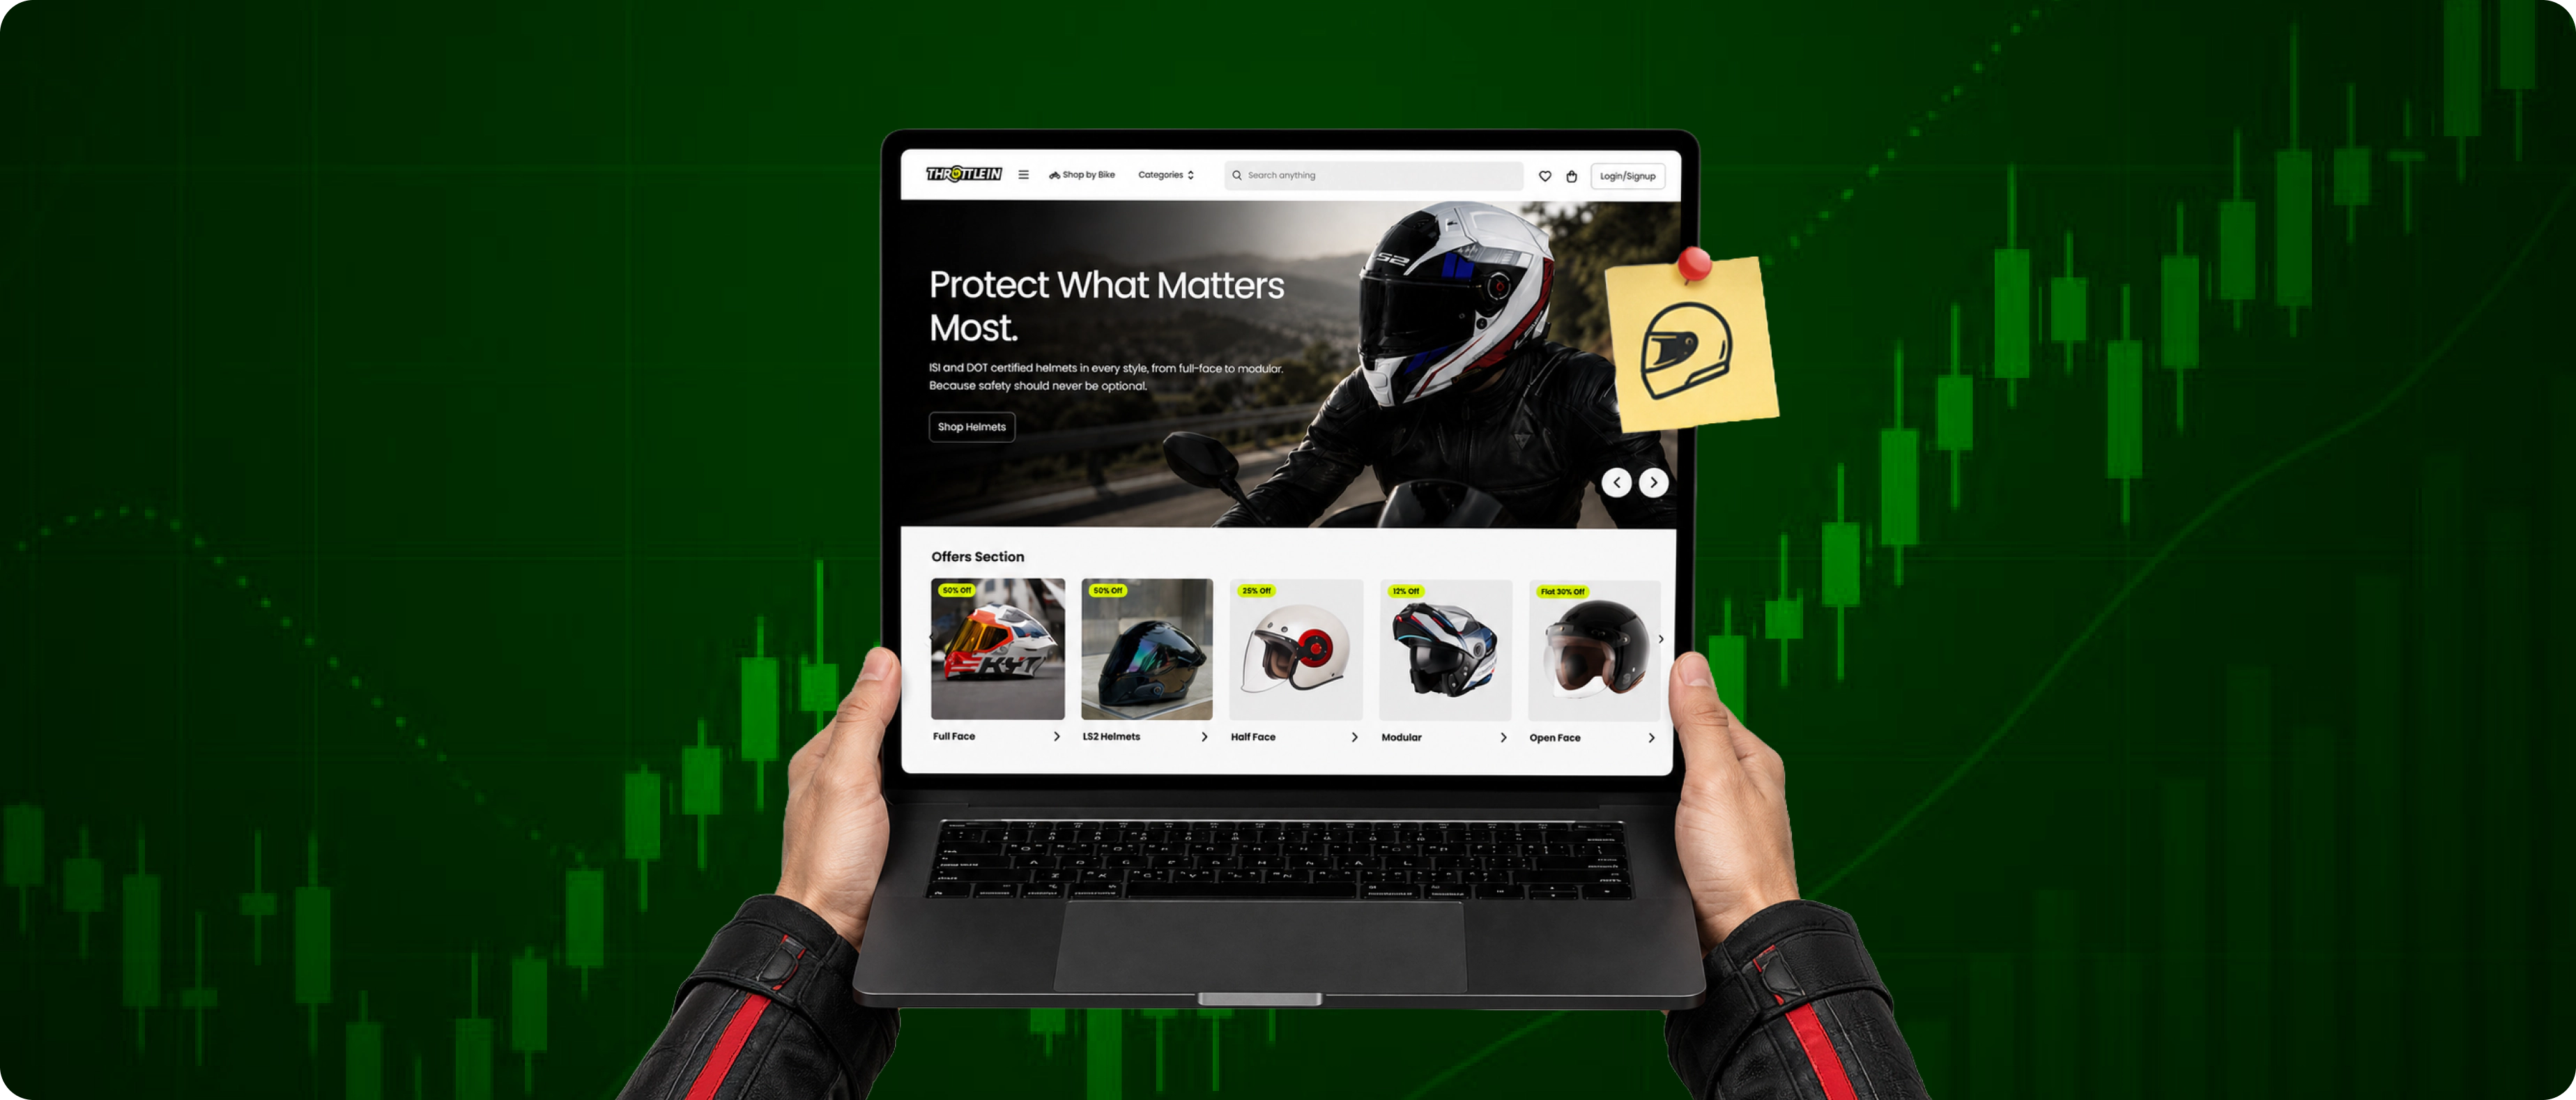 THROTTLEIN
Shop by Bike
Categories
Search anything
Login/Signup
LS2
Protect What Matters
Most.
ISI and DOT certified helmets in every style, from full-face to modular.
Because safety should never be optional.
Shop Helmets
Offers Section
50% Off
50% Off
25% Off
12% Off
Flat 30% Off
KYT
Full Face
LS2 Helmets
Half Face
Modular
Open Face